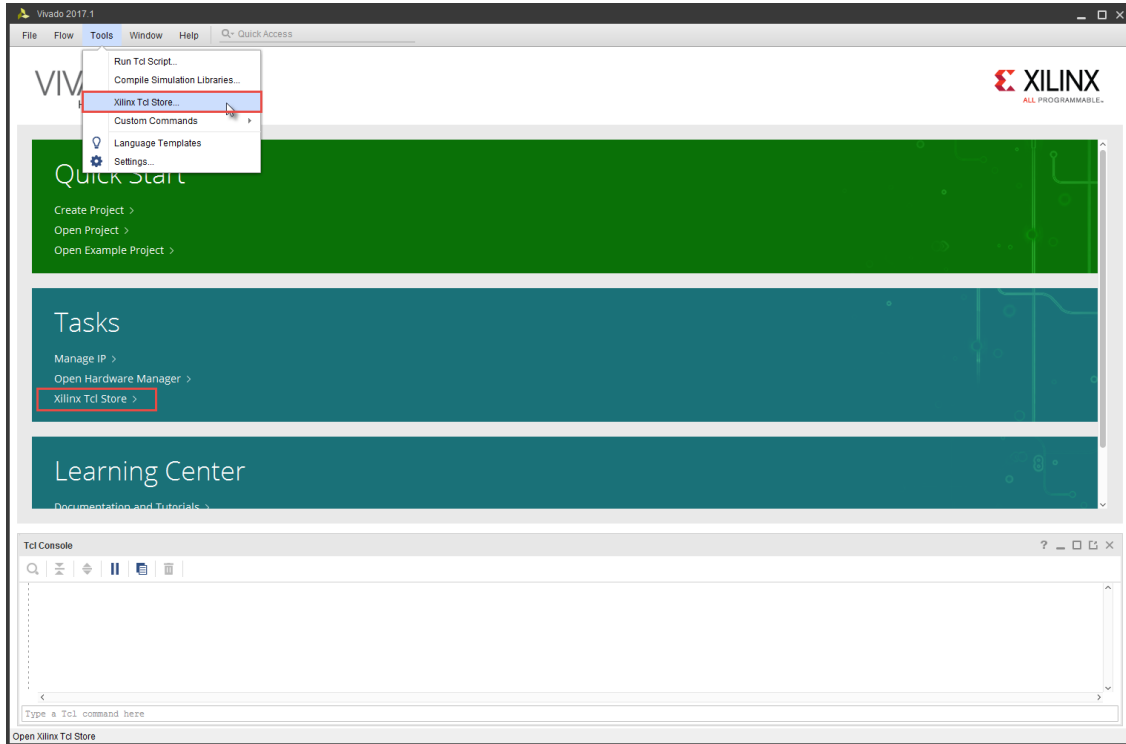 Vivado 2017.1
File Flow Tools Window Help Quick Access
Run Tcl Script...
Compile Simulation Libraries...
Xilinx Tcl Store...
Custom Commands
Language Templates
Settings...
XILINX
ALL PROGRAMMABLE.
Quick Start
Create Project >
Open Project >
Open Example Project >
Tasks
Manage IP >
Open Hardware Manager >
Xilinx Tcl Store >
Learning Center
Documentation and Tutorials >
Tcl Console
Type a Tcl command here
Open Xilinx Tcl Store